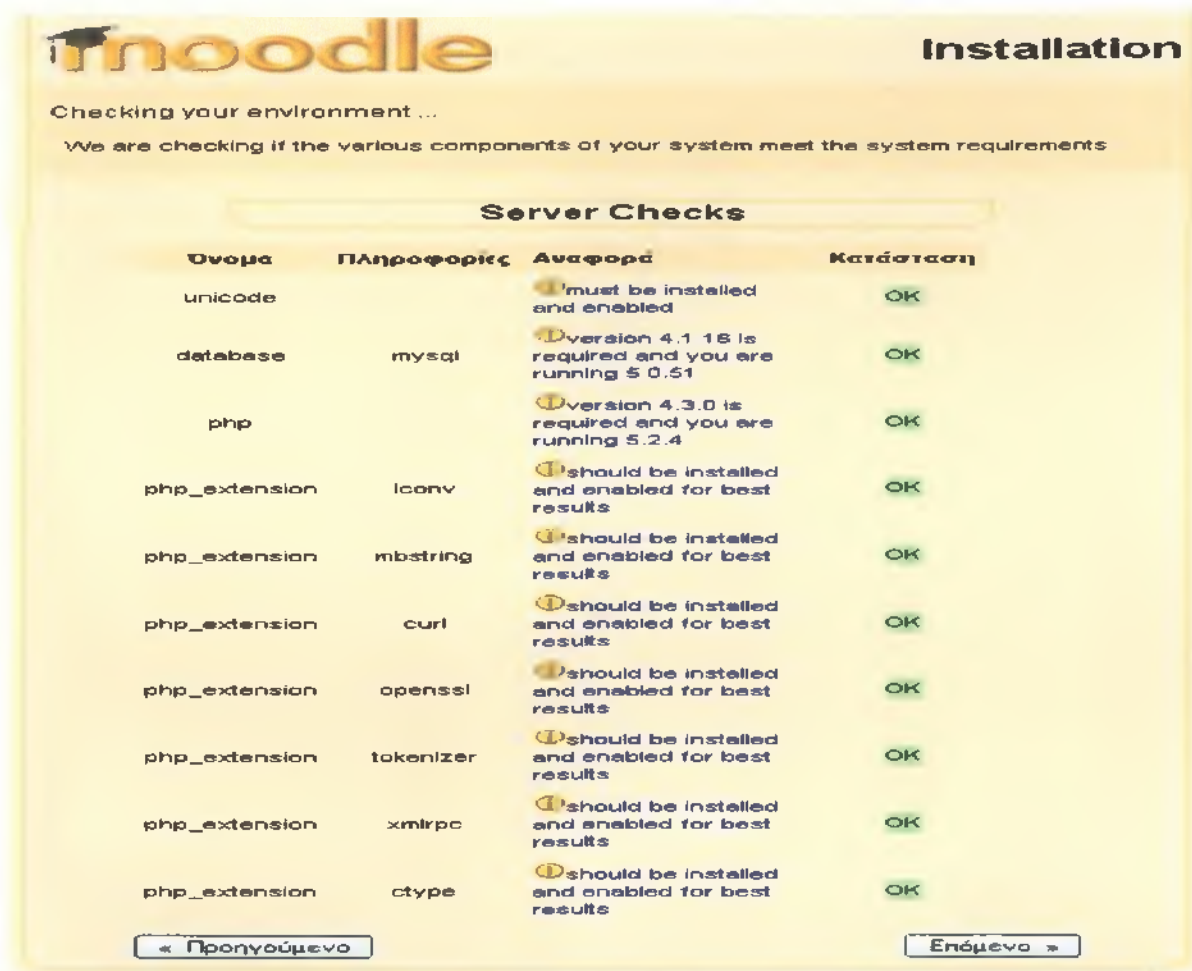 moodle
Installation
Checking your environment ...
We are checking if the various components of your system meet the system requirements
Server Checks
Όνομα Πληροφορίες Αναφορά Κατάσταση
unicode must be installed and enabled OK
database mysql version 4.1.16 is required and you are running 5.0.51 OK
php version 4.3.0 is required and you are running 5.2.4 OK
php_extension iconv should be installed and enabled for best results OK
php_extension mbstring should be installed and enabled for best results OK
php_extension curl should be installed and enabled for best results OK
php_extension openssl should be installed and enabled for best results OK
php_extension tokenizer should be installed and enabled for best results OK
php_extension xmlrpc should be installed and enabled for best results OK
php_extension ctype should be installed and enabled for best results OK
« Προηγούμενο Επόμενο »